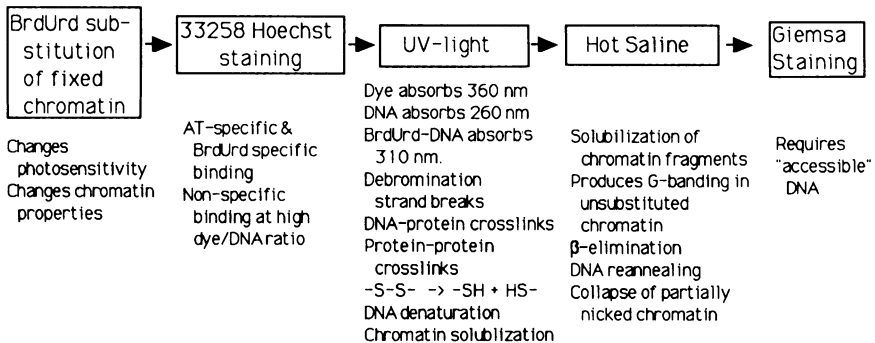 BrdUrd sub-
stitution
of fixed
chromatin
33258 Hoechst
staining
UV-light
Hot Saline
Giemsa
Staining
Changes
photosensitivity
Changes chromatin
properties
AT-specific &
BrdUrd specific
binding
Non-specific
binding at high
dye/DNA ratio
Dye absorbs 360 nm
DNA absorbs 260 nm
BrdUrd-DNA absorbs
310 nm.
Debromination
strand breaks
DNA-protein crosslinks
Protein-protein
crosslinks
-S-S- -> -SH + HS-
DNA denaturation
Chromatin solublization
Solubilization of
chromatin fragments
Produces G-banding in
unsubstituted
chromatin
β-elimination
DNA reannealing
Collapse of partially
nicked chromatin
Requires
"accessible"
DNA